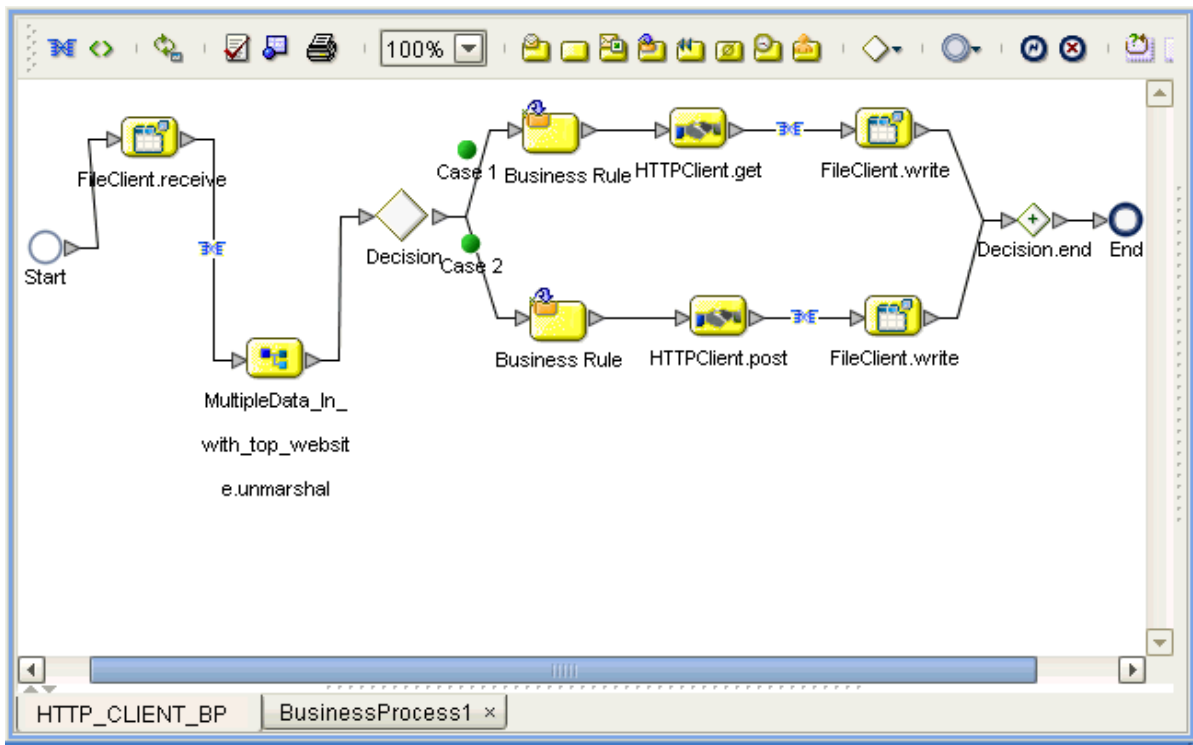 100%
FileClient.receive
Start
MultipleData_In_
with_top_websit
e.unmarshal
Decision
Case 1
Case 2
Business Rule
HTTPClient.get
FileClient.write
Business Rule
HTTPClient.post
FileClient.write
Decision.end
End
HTTP_CLIENT_BP
BusinessProcess1 ×